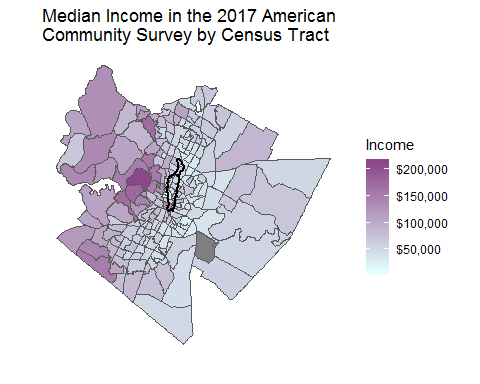 Median Income in the 2017 American
Community Survey by Census Tract
Income
$200,000
$150,000
$100,000
$50,000